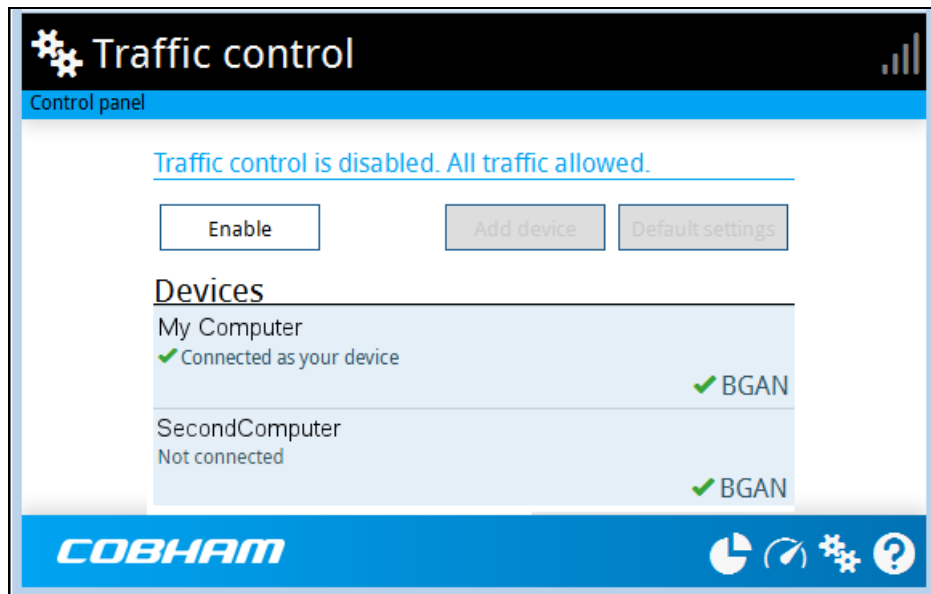 Traffic control
Control panel
Traffic control is disabled. All traffic allowed.
Enable
Add device
Default settings
Devices
My Computer
Connected as your device
BGAN
SecondComputer
Not connected
BGAN
COBHAM
?